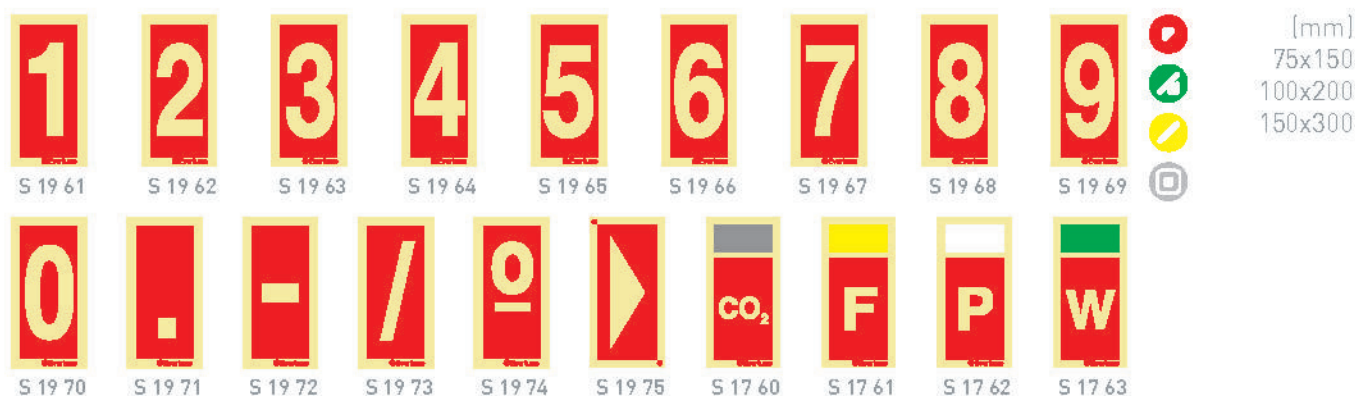 1 2 3 4 5 6 7 8 9
(mm)
75x150
100x200
150x300
S 19 61 S 19 62 S 19 63 S 19 64 S 19 65 S 19 66 S 19 67 S 19 68 S 19 69
0 . - / º CO₂ F P W
S 19 70 S 19 71 S 19 72 S 19 73 S 19 74 S 19 75 S 17 60 S 17 61 S 17 62 S 17 63